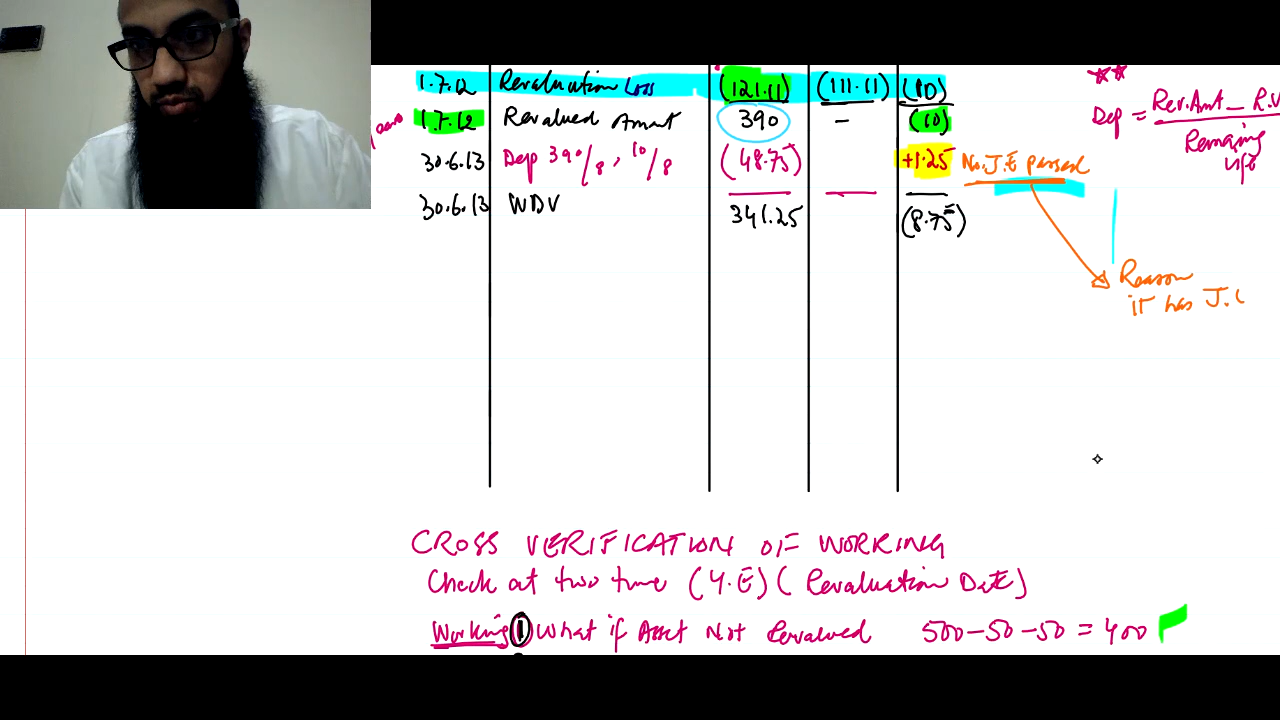 1.7.12 Revaluation Loss (121.11) (111.11) (10)
1.7.12 Revalued Amnt 390 – (10)
30.6.13 Dep 390/8, 10/8 (48.75) +1.25 No J.E passed
30.6.13 WDV 341.25 (8.75)
Dep = Rev.Amt – R.V
Remaing
life
Reason
it has J.
CROSS VERIFICATION OF WORKING
Check at two time (Y.E) (Revaluation Date)
Working 1 What if Asset Not Revalued 500–50–50 = 400